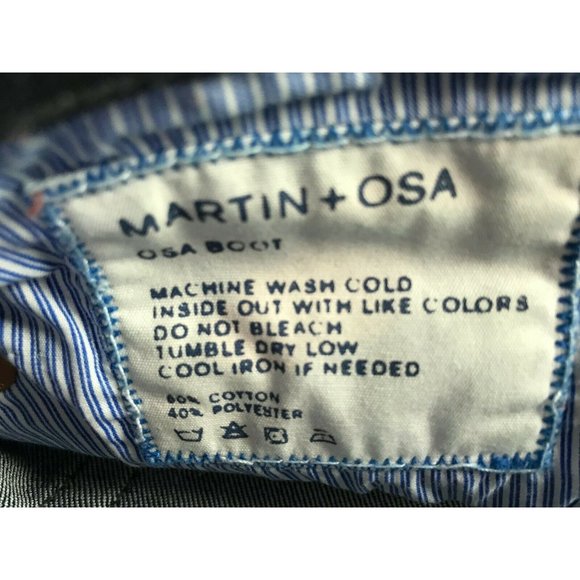 MARTIN + OSA
OSA BOOT
MACHINE WASH COLD
INSIDE OUT WITH LIKE COLORS
DO NOT BLEACH
TUMBLE DRY LOW
COOL IRON IF NEEDED
60% COTTON
40% POLYESTER